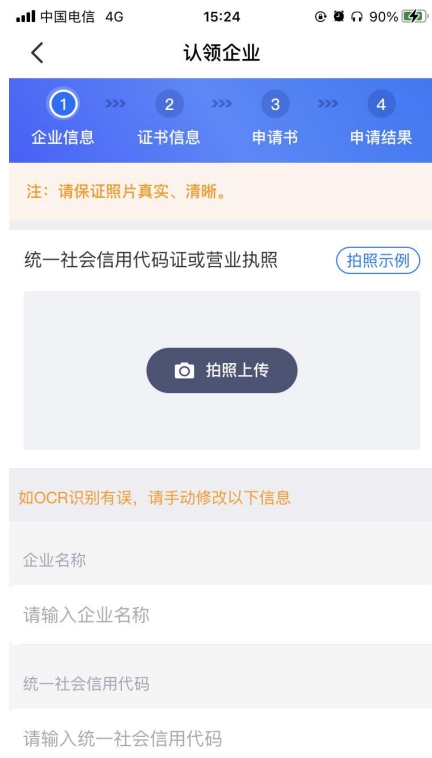 中国电信 4G 15:24 90%
认领企业
1 2 3 4
企业信息 证书信息 申请书 申请结果
注：请保证照片真实、清晰。
统一社会信用代码证或营业执照 拍照示例
拍照上传
如OCR识别有误，请手动修改以下信息
企业名称
请输入企业名称
统一社会信用代码
请输入统一社会信用代码